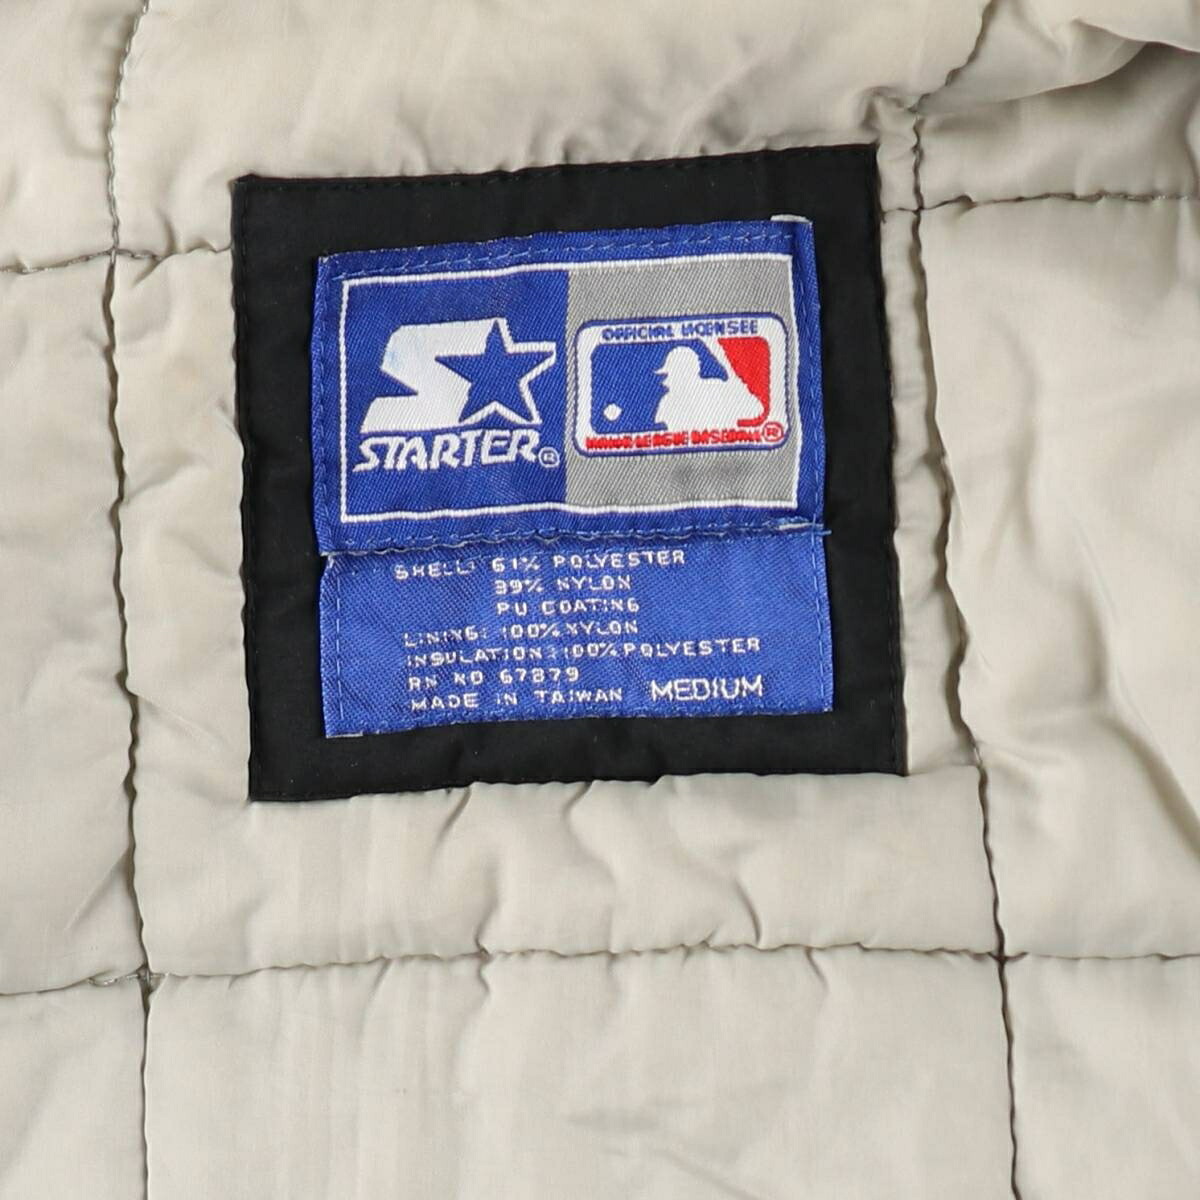 STARTER®
OFFICIAL LICENSEE
MAJOR LEAGUE BASEBALL®
SHELL: 61% POLYESTER
39% NYLON
PU COATING
LINING: 100% NYLON
INSULATION: 100% POLYESTER
RN NO 67879
MADE IN TAIWAN MEDIUM